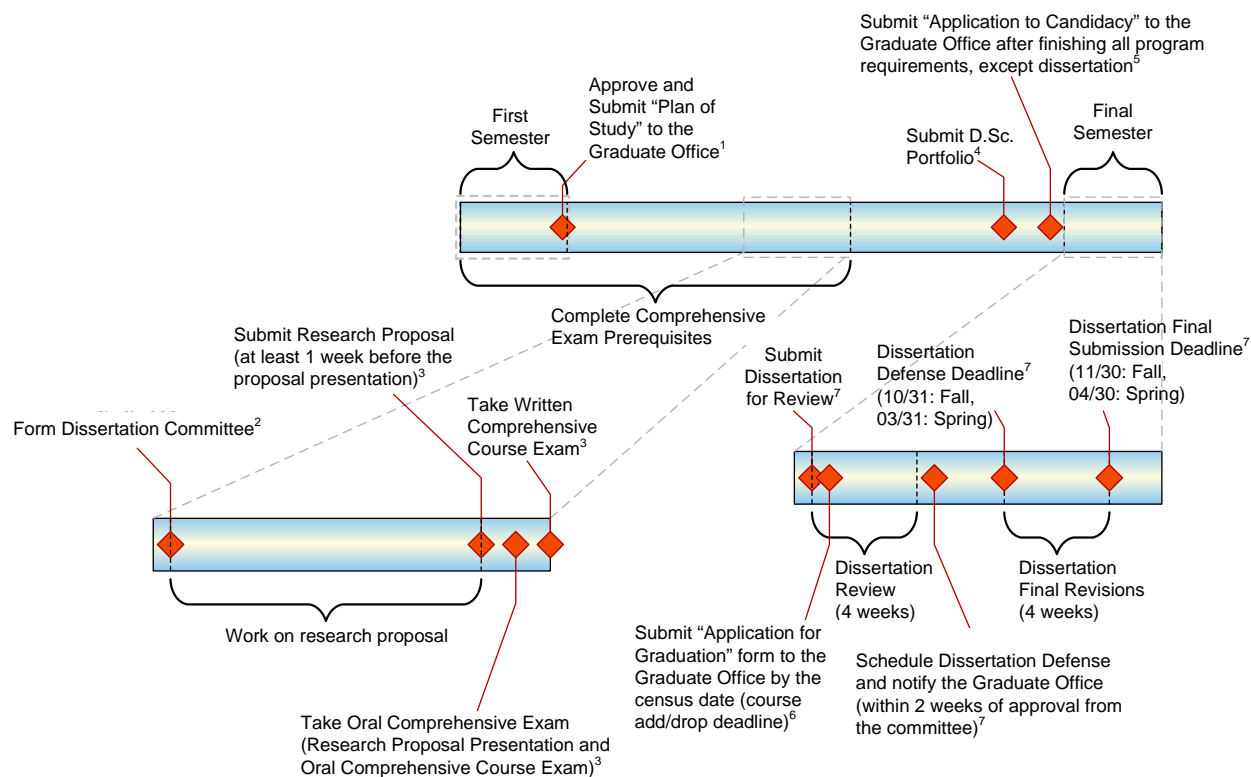 Submit “Application to Candidacy” to the
Graduate Office after finishing all program
requirements, except dissertation5
Approve and
Submit “Plan of
Study” to the
Graduate Office1
First
Semester
Submit D.Sc.
Portfolio4
Final
Semester
Complete Comprehensive
Exam Prerequisites
Submit Research Proposal
(at least 1 week before the
proposal presentation)3
Form Dissertation Committee2
Take Written
Comprehensive
Course Exam3
Work on research proposal
Take Oral Comprehensive Exam
(Research Proposal Presentation and
Oral Comprehensive Course Exam)3
Submit
Dissertation
for Review7
Dissertation
Defense Deadline7
(10/31: Fall,
03/31: Spring)
Dissertation Final
Submission Deadline7
(11/30: Fall,
04/30: Spring)
Dissertation
Review
(4 weeks)
Dissertation
Final Revisions
(4 weeks)
Submit “Application for
Graduation” form to the
Graduate Office by the
census date (course
add/drop deadline)6
Schedule Dissertation Defense
and notify the Graduate Office
(within 2 weeks of approval from
the committee)7